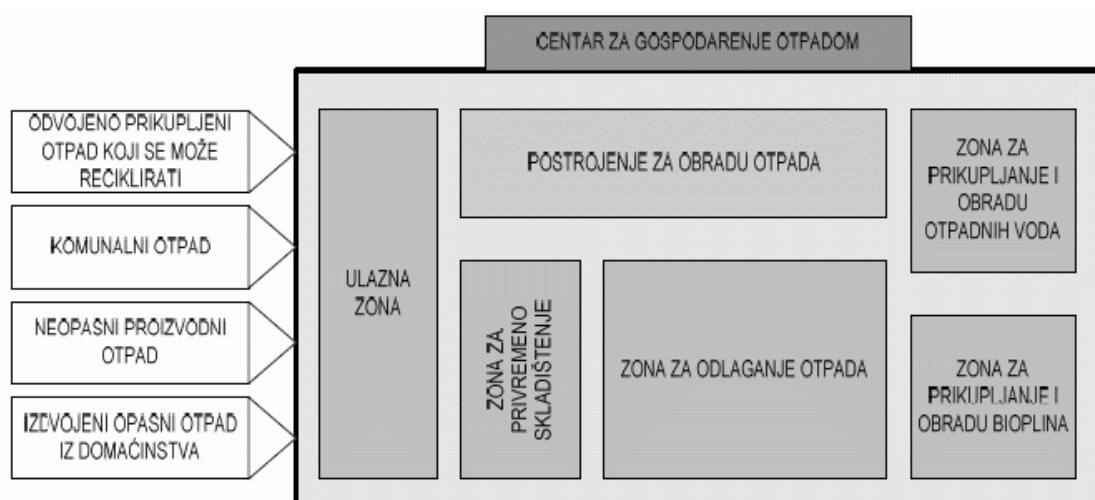 CENTAR ZA GOSPODARENJE OTPADOM
ODVOJENO PRIKUPLJENI
OTPAD KOJI SE MOŽE
RECIKLIRATI
KOMUNALNI OTPAD
NEOPASNI PROIZVODNI
OTPAD
IZDVOJENI OPASNI OTPAD
IZ DOMAĆINSTVA
ULAZNA
ZONA
POSTROJENJE ZA OBRADU OTPADA
ZONA ZA
PRIVREMENO
SKLADIŠTENJE
ZONA ZA ODLAGANJE OTPADA
ZONA ZA
PRIKUPLJANJE I
OBRADU
OTPADNIH VODA
ZONA ZA
PRIKUPLJANJE I
OBRADU BIOPLINA